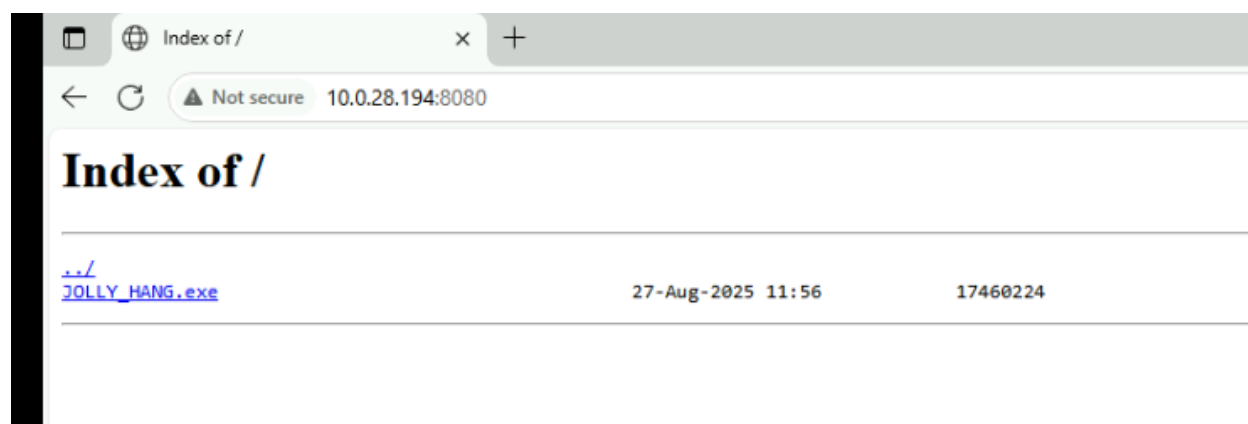 Index of /
Not secure 10.0.28.194:8080
Index of /
../
JOLLY_HANG.exe 27-Aug-2025 11:56 17460224